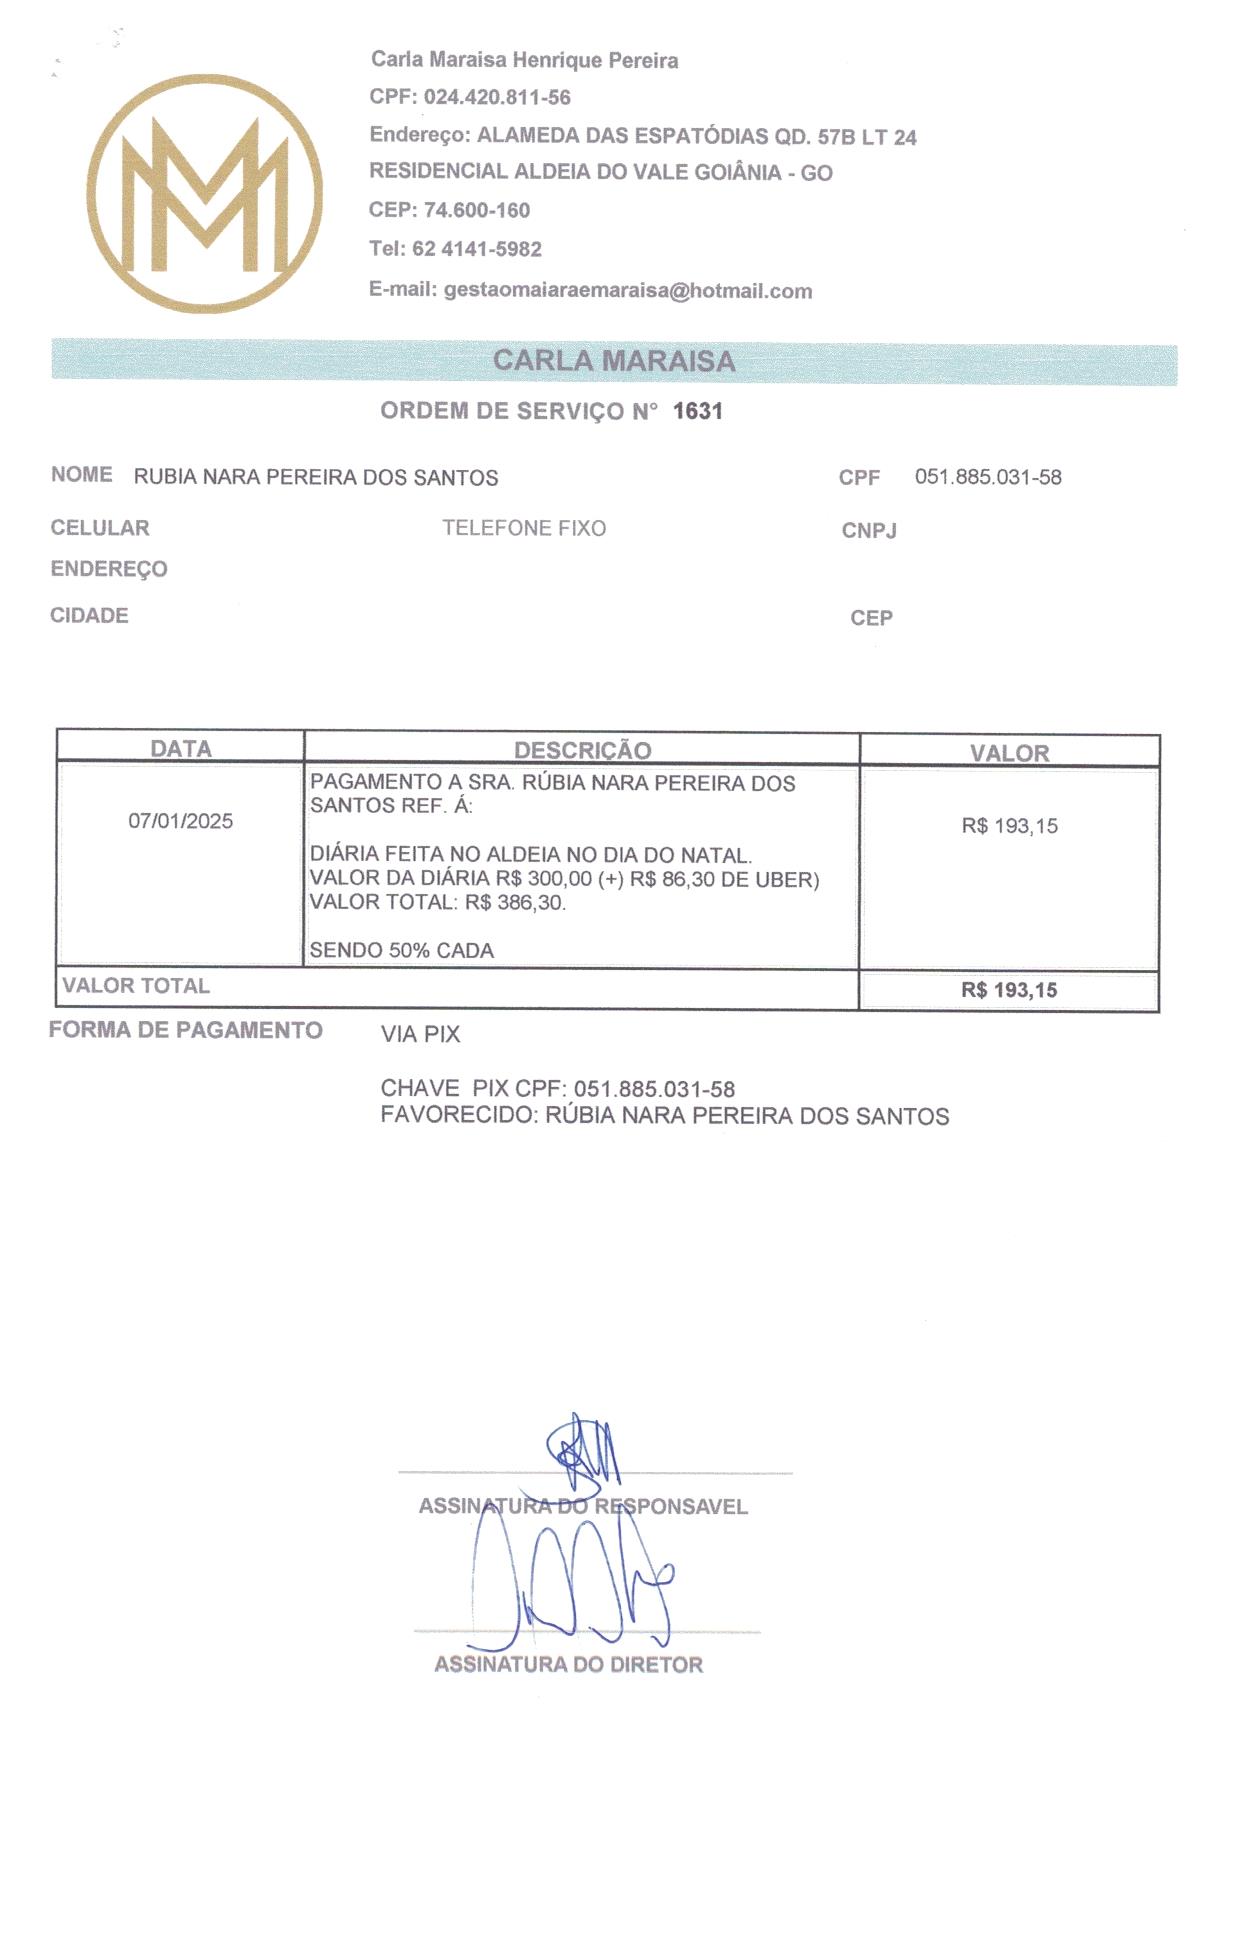 Carla Maraisa Henrique Pereira
CPF: 024.420.811-56
Endereço: ALAMEDA DAS ESPATÓDIAS QD. 57B LT 24
RESIDENCIAL ALDEIA DO VALE GOIÂNIA - GO
CEP: 74.600-160
Tel: 62 4141-5982
E-mail: gestaomaiaraemaraisa@hotmail.com
CARLA MARAISA
ORDEM DE SERVIÇO N° 1631
NOME RUBIA NARA PEREIRA DOS SANTOS CPF 051.885.031-58
CELULAR TELEFONE FIXO CNPJ
ENDEREÇO
CIDADE CEP
DATA DESCRIÇÃO VALOR
PAGAMENTO A SRA. RÚBIA NARA PEREIRA DOS
SANTOS REF. Á:
07/01/2025 R$ 193,15
DIÁRIA FEITA NO ALDEIA NO DIA DO NATAL.
VALOR DA DIÁRIA R$ 300,00 (+) R$ 86,30 DE UBER)
VALOR TOTAL: R$ 386,30.
SENDO 50% CADA
VALOR TOTAL R$ 193,15
FORMA DE PAGAMENTO VIA PIX
CHAVE PIX CPF: 051.885.031-58
FAVORECIDO: RÚBIA NARA PEREIRA DOS SANTOS
ASSINATURA DO RESPONSAVEL
ASSINATURA DO DIRETOR